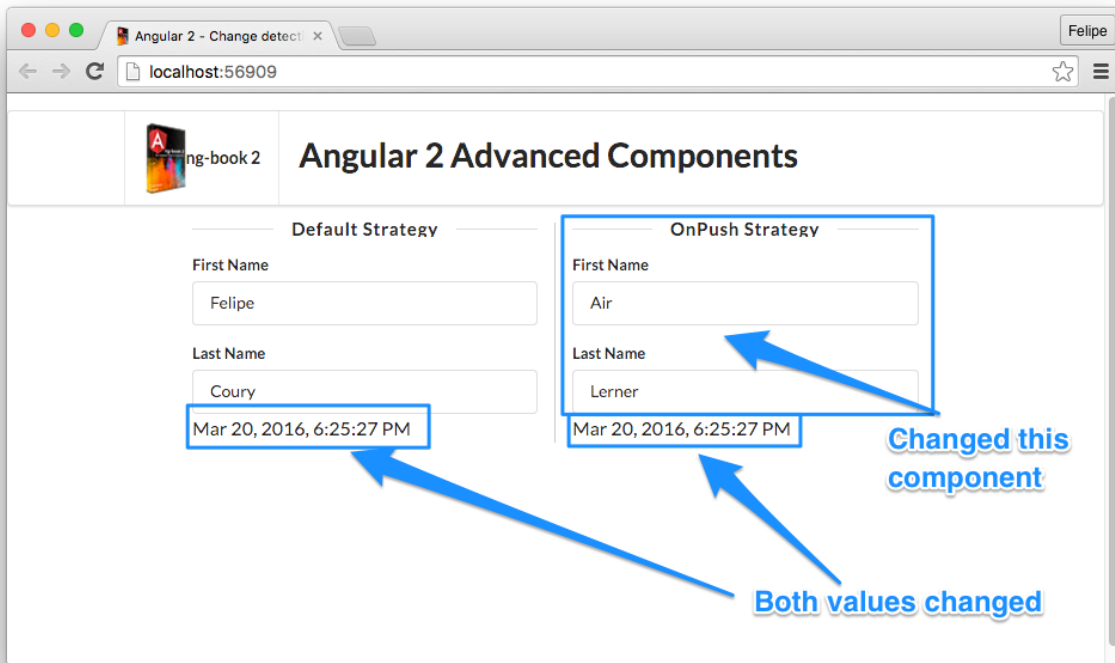 Angular 2 - Change detecti
Felipe
localhost:56909
ng-book 2
Angular 2 Advanced Components
Default Strategy
First Name
Felipe
Last Name
Coury
Mar 20, 2016, 6:25:27 PM
OnPush Strategy
First Name
Air
Last Name
Lerner
Mar 20, 2016, 6:25:27 PM
Changed this
component
Both values changed